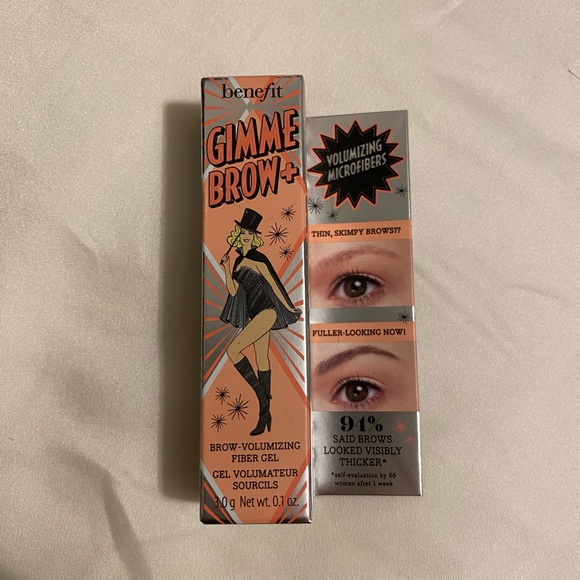 benefit
GIMME
BROW+
BROW-VOLUMIZING
FIBER GEL
GEL VOLUMATEUR
SOURCILS
3.0 g Net wt. 0.1 oz.
VOLUMIZING
MICROFIBERS
THIN, SKIMPY BROWS??
FULLER-LOOKING NOW!
94%
SAID BROWS
LOOKED VISIBLY
THICKER*
*self-evaluation by 66
women after 1 week